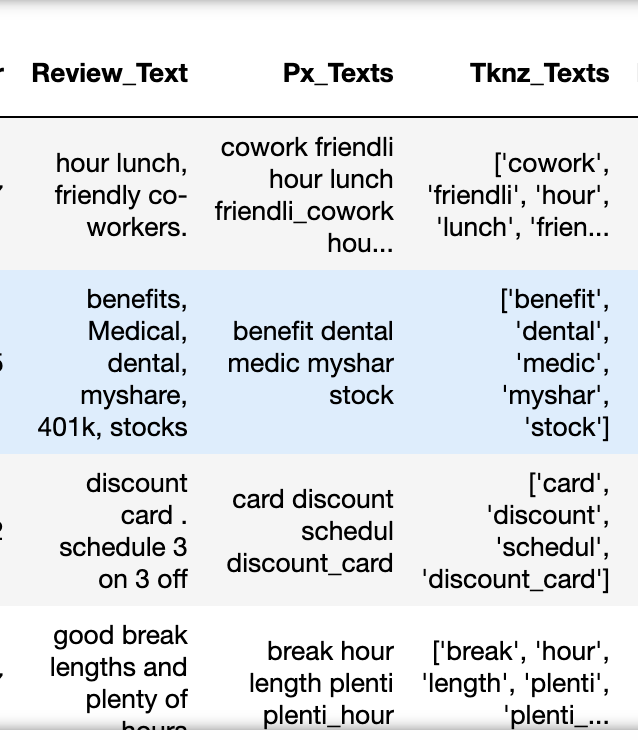 Review_Text Px_Texts Tknz_Texts
hour lunch,
friendly co-
workers.
cowork friendli
hour lunch
friendli_cowork
hou...
['cowork',
'friendli', 'hour',
'lunch', 'frien...
benefits,
Medical,
dental,
myshare,
401k, stocks
benefit dental
medic myshar
stock
['benefit',
'dental',
'medic',
'myshar',
'stock']
discount
card .
schedule 3
on 3 off
card discount
schedul
discount_card
['card',
'discount',
'schedul',
'discount_card']
good break
lengths and
plenty of
hours
break hour
length plenti
plenti_hour
['break', 'hour',
'length', 'plenti',
'plenti_...